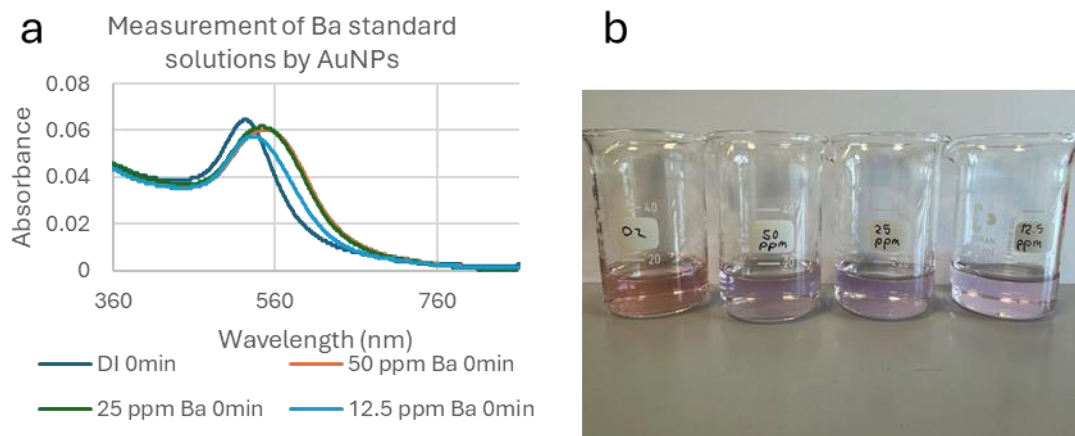 a
Measurement of Ba standard
solutions by AuNPs
0.08
0.06
0.04
0.02
0
Absorbance
360 560 760
Wavelength (nm)
DI 0min 50 ppm Ba 0min
25 ppm Ba 0min 12.5 ppm Ba 0min
b
40
20
50
ppm
40
20
25
ppm
20
12.5
ppm